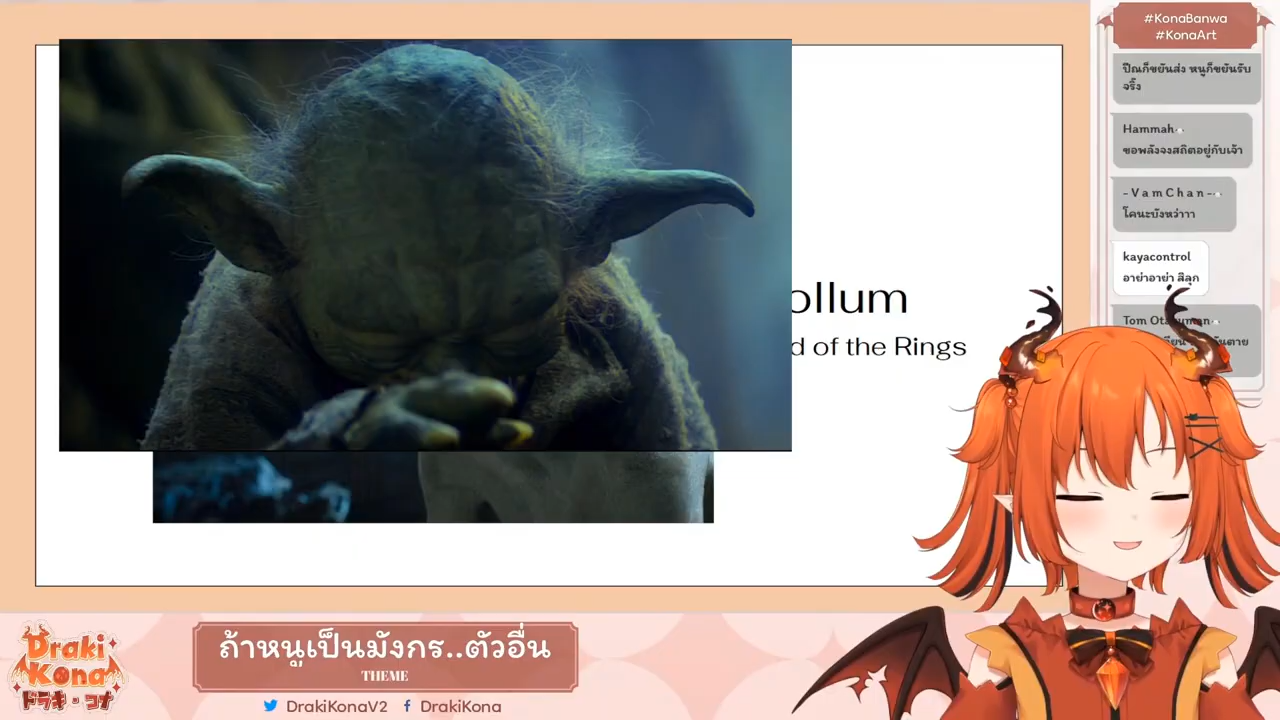 #KonaBanwa
#KonaArt
ปีณก็ขยันส่ง หนูก็ขยันรับ
จริ๊ง
Hammah
ขอพลังจงสถิตอยู่กับเจ้า
- V a m C h a n -
โคนะบังหว่าาา
kayacontrol
อาย่าอาย่า สีลุก
Tom
ollum
d of the Rings
Draki
Kona
ドラキ・コナ
ถ้าหนูเป็นมังกร..ตัวอื่น
THEME
DrakiKonaV2
DrakiKona